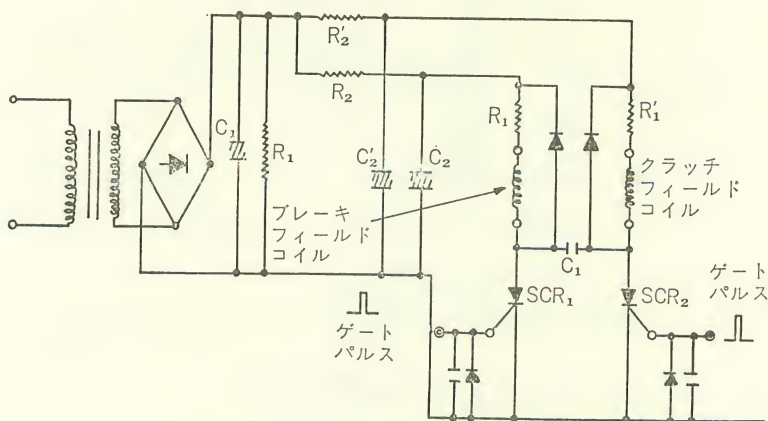 R′₂
R₂
C₁
R₁
C′₂
C₂
R₁
R′₁
クラッチ
フィールド
コイル
ブレーキ
フィールド
コイル
C₁
SCR₁
SCR₂
ゲート
パルス
ゲート
パルス